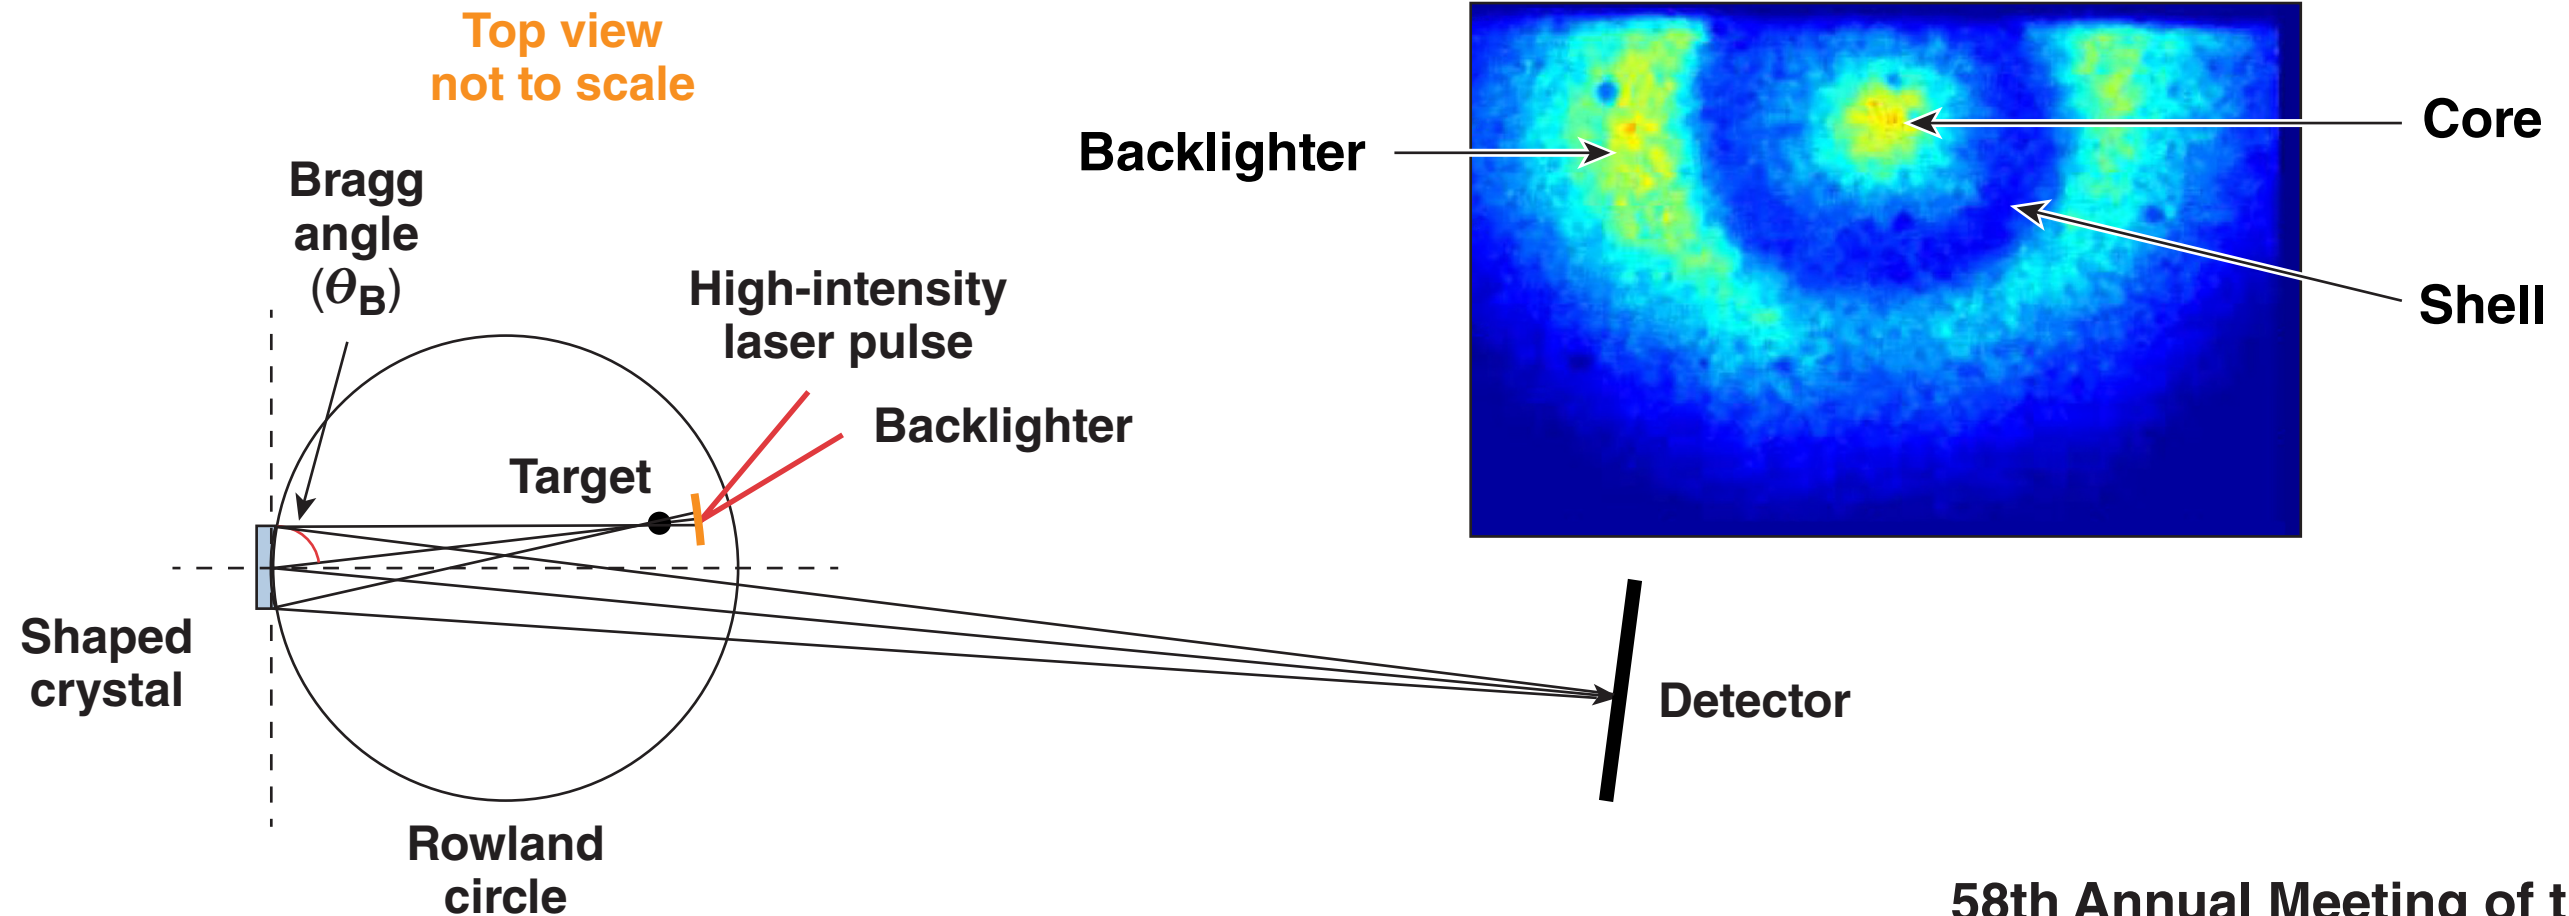 Top view
not to scale
Bragg
angle
(θB)
High-intensity
laser pulse
Backlighter
Target
Shaped
crystal
Rowland
circle
Detector
Backlighter
Core
Shell
58th Annual Meeting of t